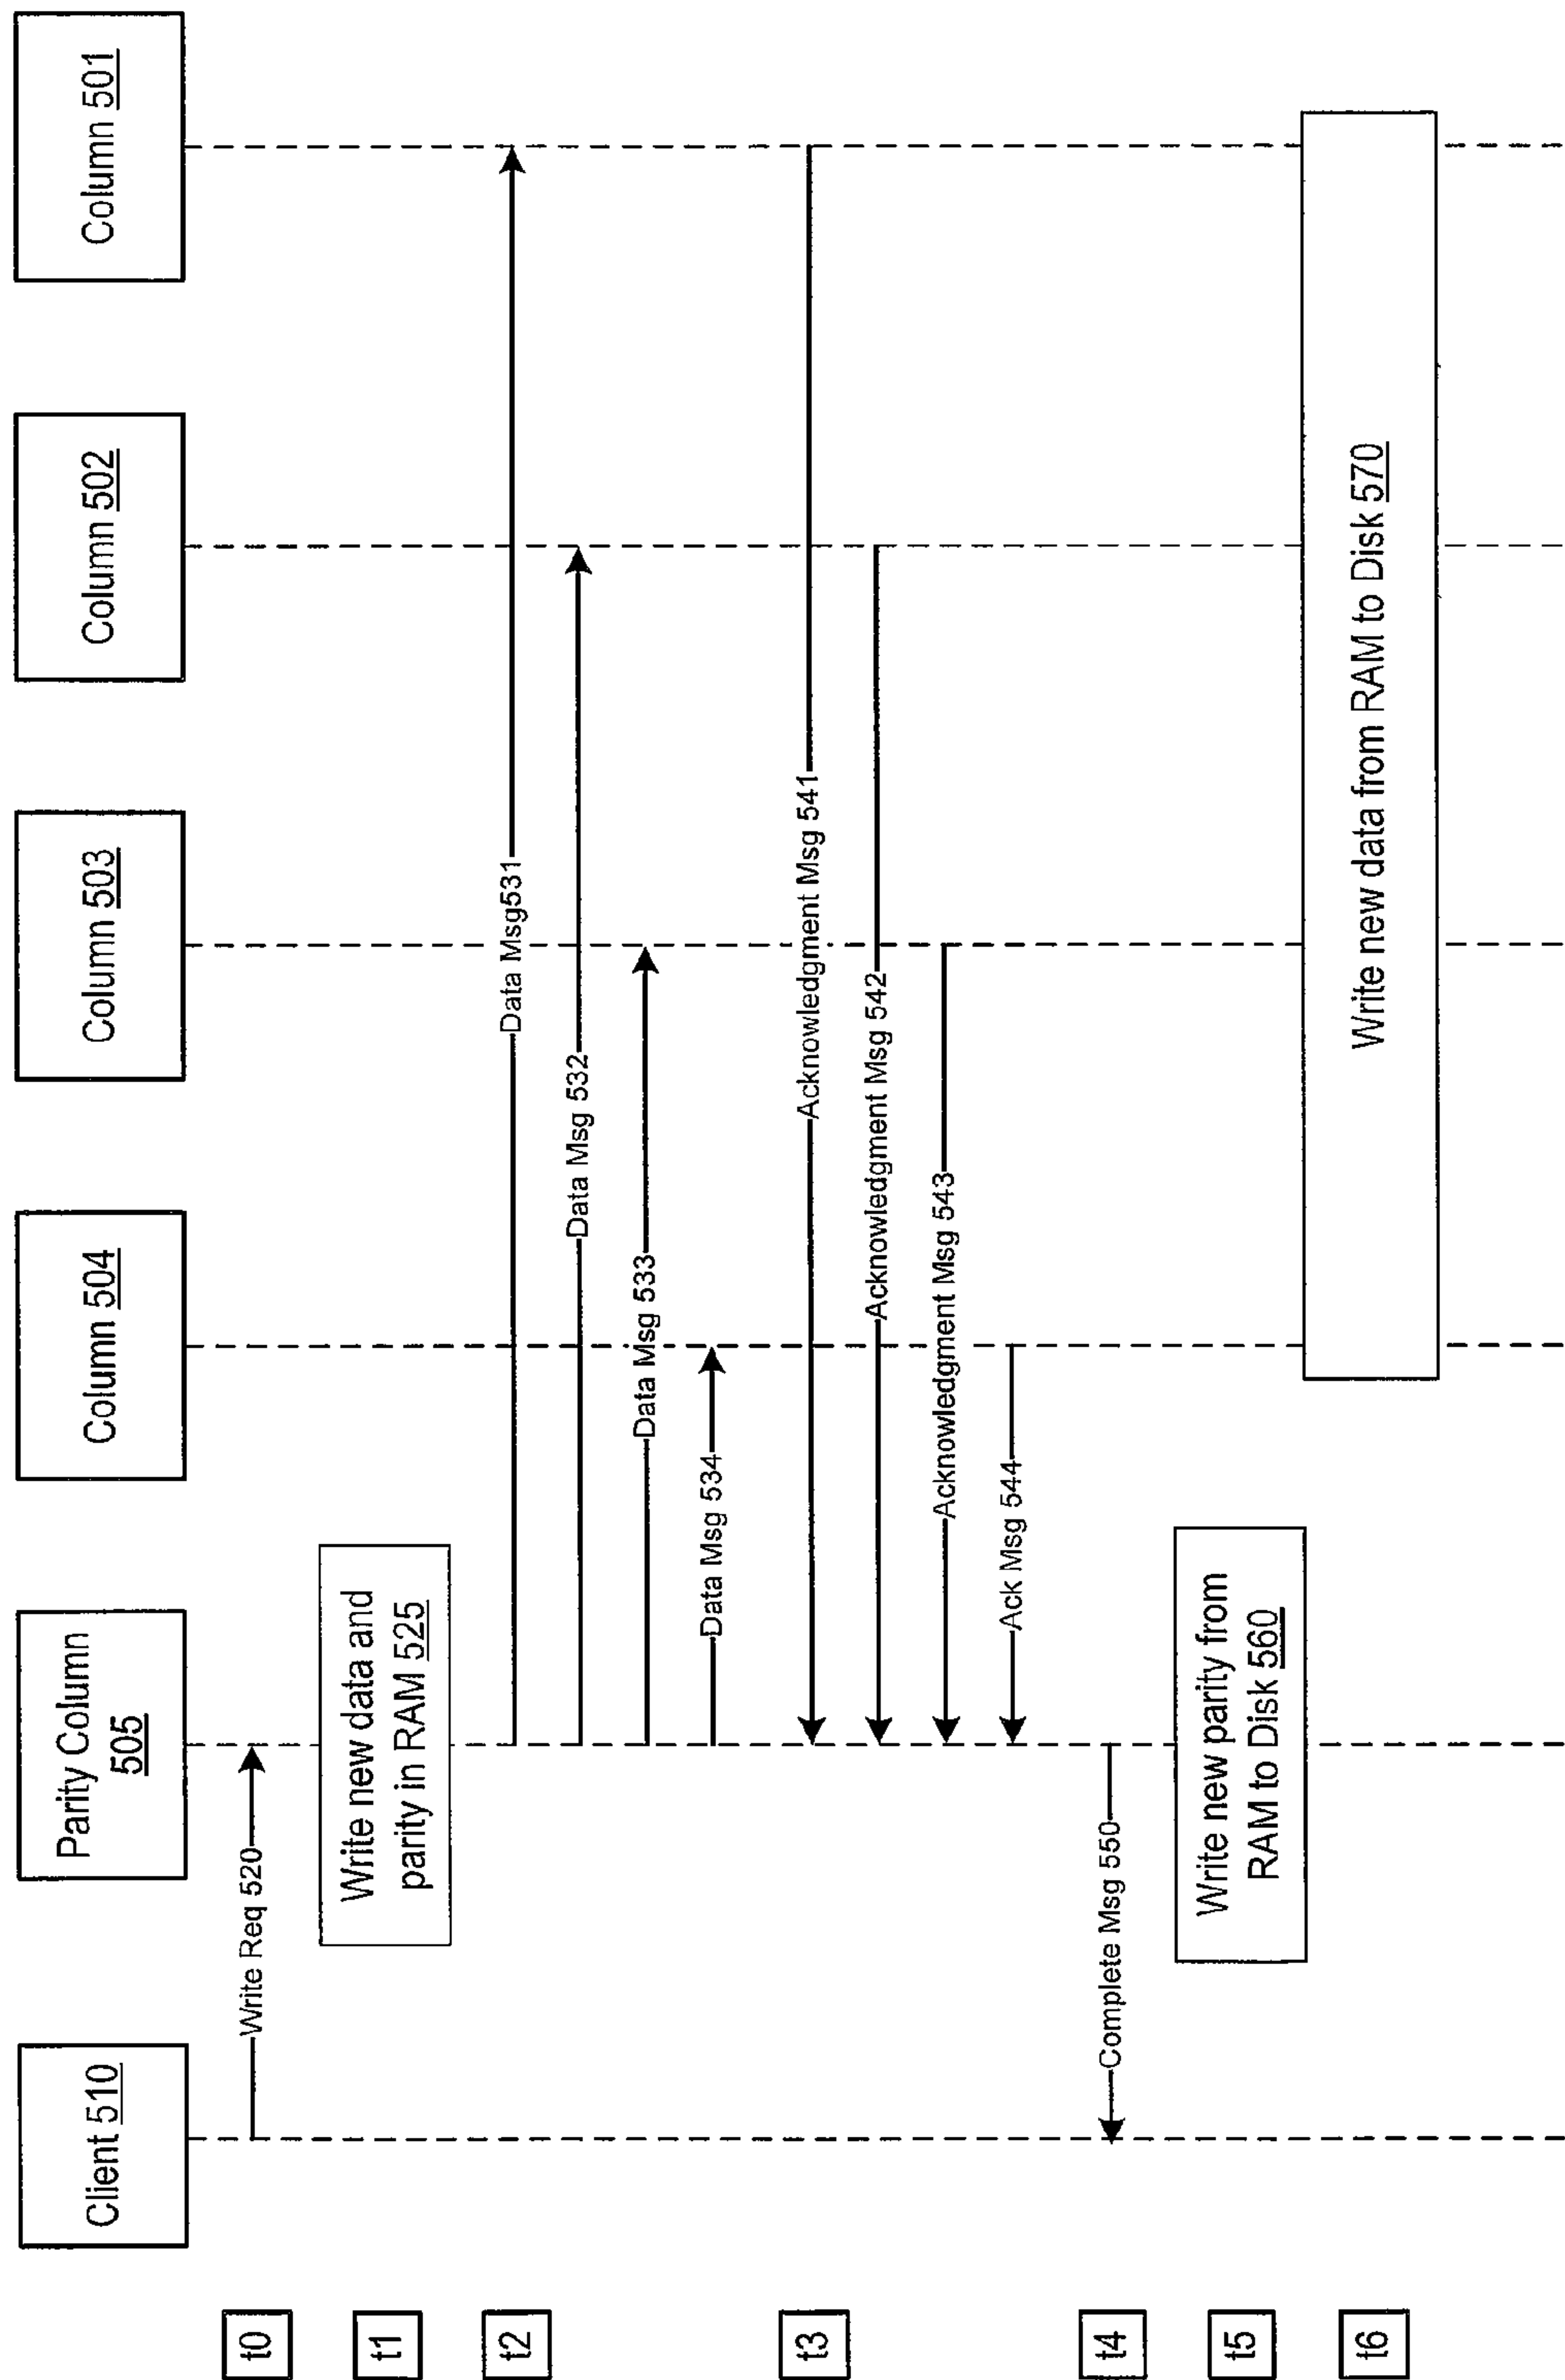 Client 510
Parity Column
505
Column 504
Column 503
Column 502
Column 501
t0
Write Req 520
t1
Write new data and
parity in RAM 525
t2
Data Msg531
Data Msg 532
Data Msg 533
Data Msg 534
t3
Acknowledgment Msg 541
Acknowledgment Msg 542
Acknowledgment Msg 543
Ack Msg 544
t4
Complete Msg 550
t5
Write new parity from
RAM to Disk 560
t6
Write new data from RAM to Disk 570